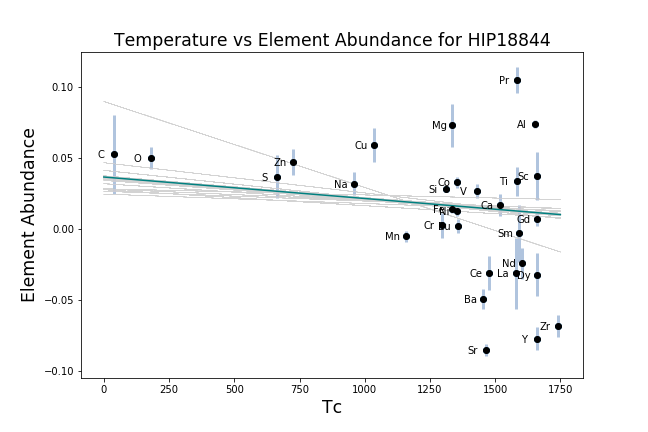 Temperature vs Element Abundance for HIP18844
Element Abundance
0.10
0.05
0.00
−0.05
−0.10
Pr
Al
Mg
Cu
C
O
Zn
S
Na
Co
Si
V
Ti
Sc
Ca
Fe
Ni
Cr
Eu
Gd
Mn
Sm
Nd
Ce
La
Dy
Ba
Zr
Y
Sr
0
250
500
750
1000
1250
1500
1750
Tc